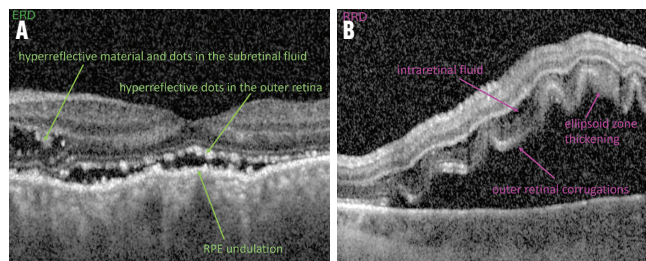 ERD
A
hyperreflective material and dots in the subretinal fluid
hyperreflective dots in the outer retina
RPE undulation
RRD
B
intraretinal fluid
ellipsoid zone
thickening
outer retinal corrugations